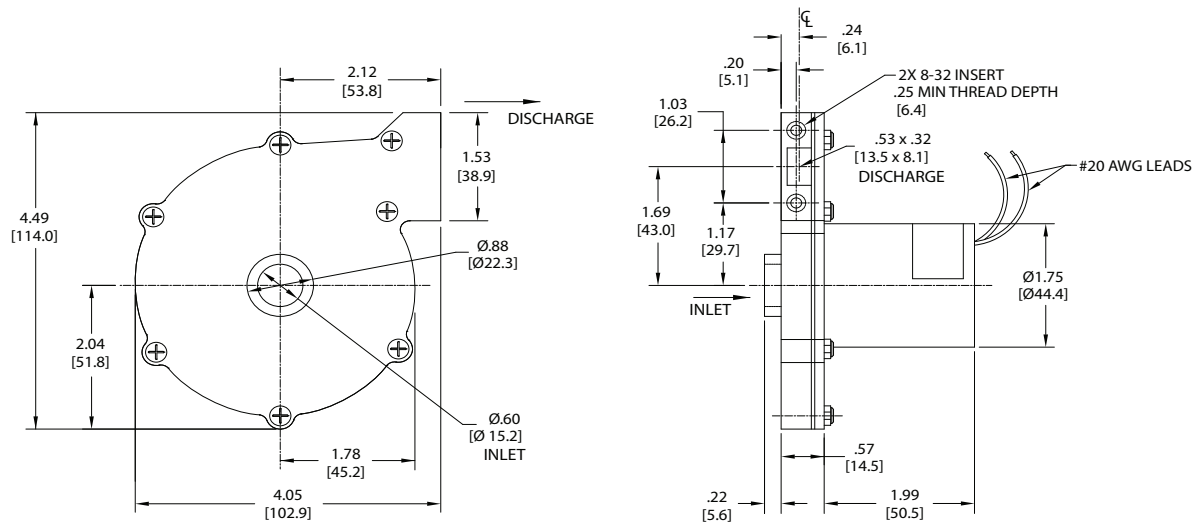 2.12
[53.8]
DISCHARGE
1.53
[38.9]
4.49
[114.0]
Ø.88
[Ø22.3]
2.04
[51.8]
Ø.60
[Ø 15.2]
INLET
1.78
[45.2]
4.05
[102.9]
℄
.24
[6.1]
.20
[5.1]
2X 8-32 INSERT
.25 MIN THREAD DEPTH
[6.4]
1.03
[26.2]
.53 x .32
[13.5 x 8.1]
DISCHARGE
#20 AWG LEADS
1.69
[43.0]
1.17
[29.7]
INLET
Ø1.75
[Ø44.4]
.57
[14.5]
.22
[5.6]
1.99
[50.5]